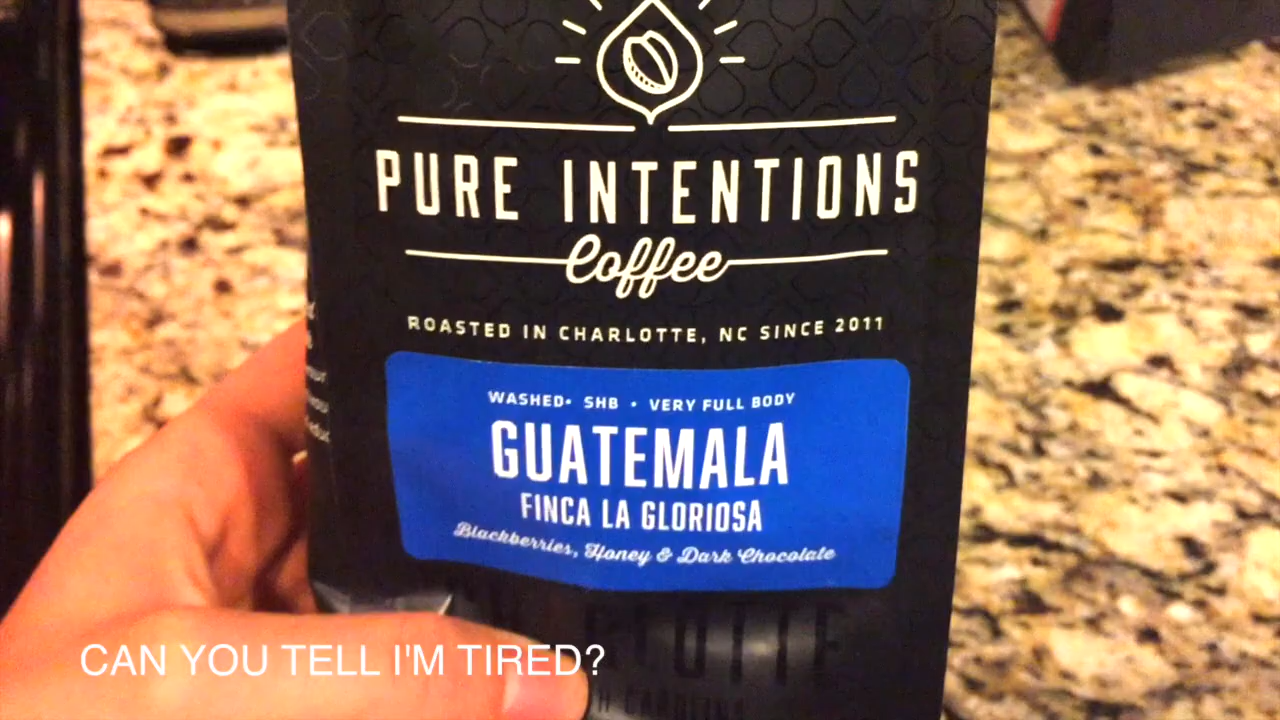 PURE INTENTIONS
Coffee
ROASTED IN CHARLOTTE, NC SINCE 2011
WASHED• SHB • VERY FULL BODY
GUATEMALA
FINCA LA GLORIOSA
Blackberries, Honey & Dark Chocolate
CAN YOU TELL I'M TIRED?